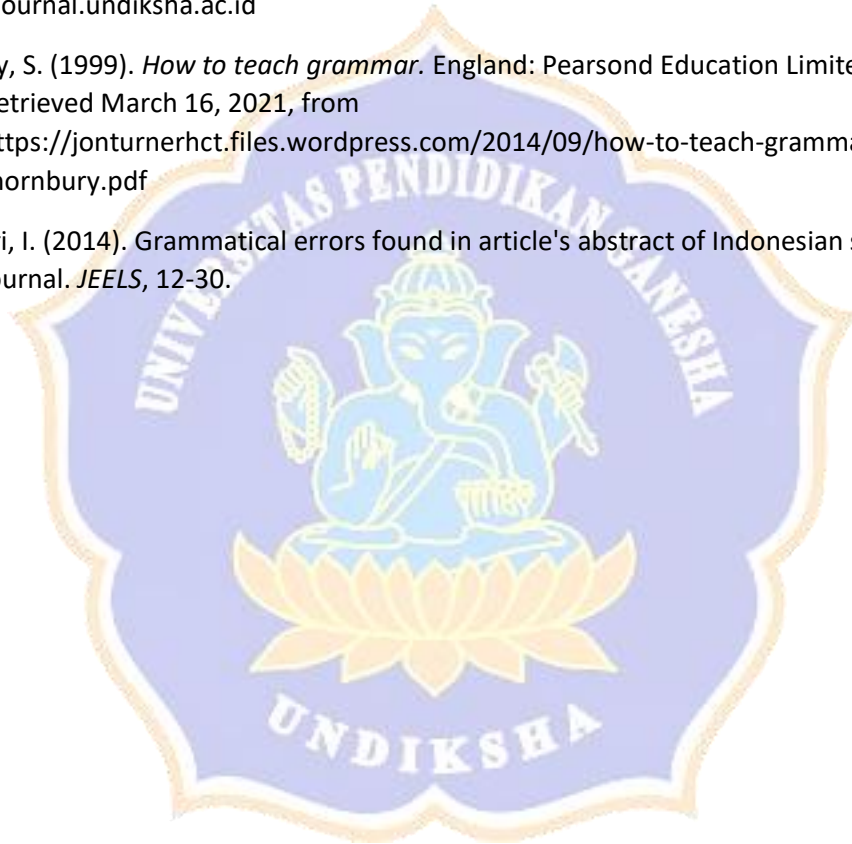 ournal.undiksha.ac.id
y, S. (1999). How to teach grammar. England: Pearsond Education Limite
etrieved March 16, 2021, from
ttps://jonturnerhct.files.wordpress.com/2014/09/how-to-teach-gramma
hornbury.pdf
i, I. (2014). Grammatical errors found in article's abstract of Indonesian s
ournal. JEELS, 12-30.
UNIVERSITAS PENDIDIKAN GANESHA
UNDIKSHA